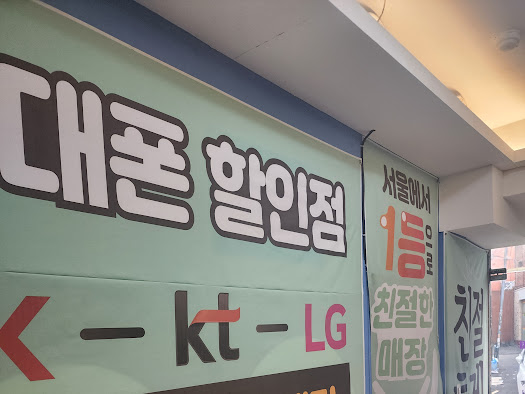 대폰 할인점
K – kt – LG
서울에서
1등으로
친절한
매장
친절